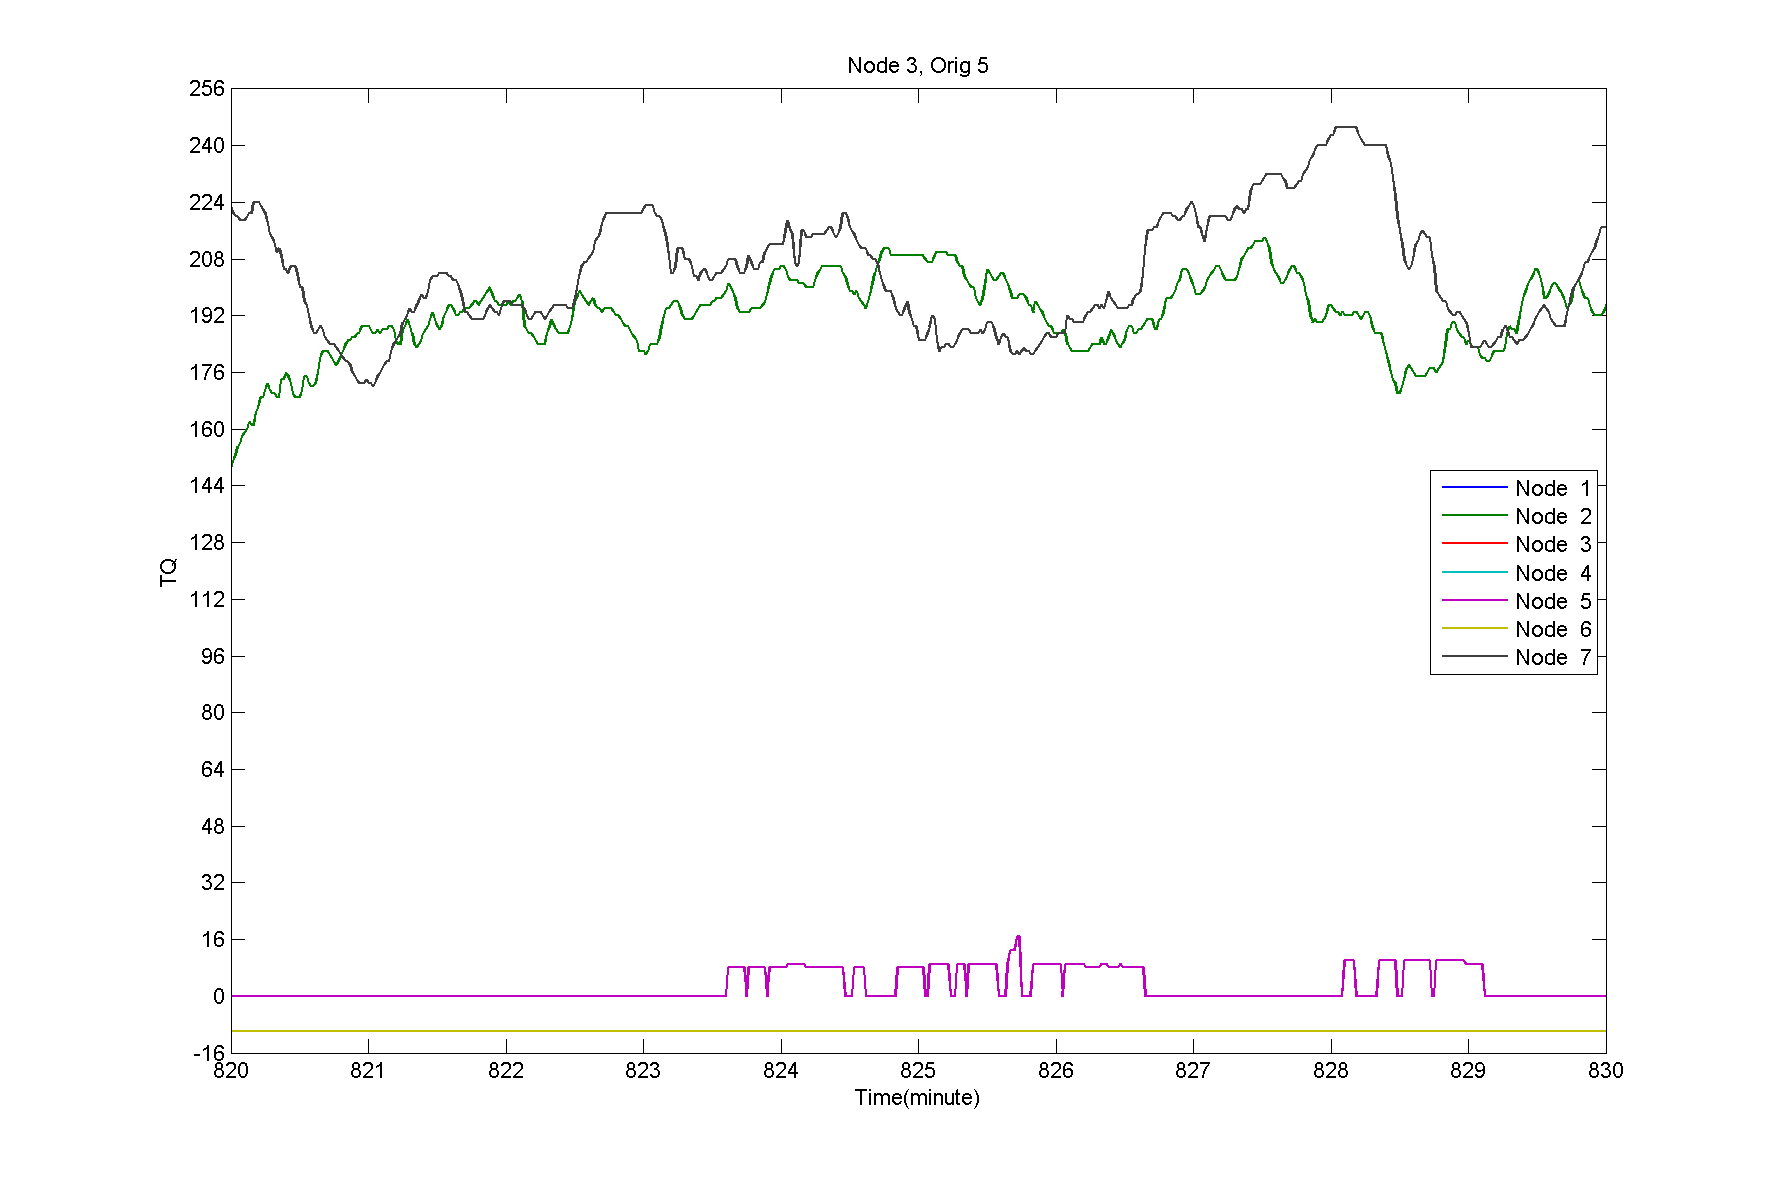 Node 3, Orig 5
256
240
224
208
192
176
160
144
128
112
96
80
64
48
32
16
0
-16
TQ
Node 1
Node 2
Node 3
Node 4
Node 5
Node 6
Node 7
820 821 822 823 824 825 826 827 828 829 830
Time(minute)